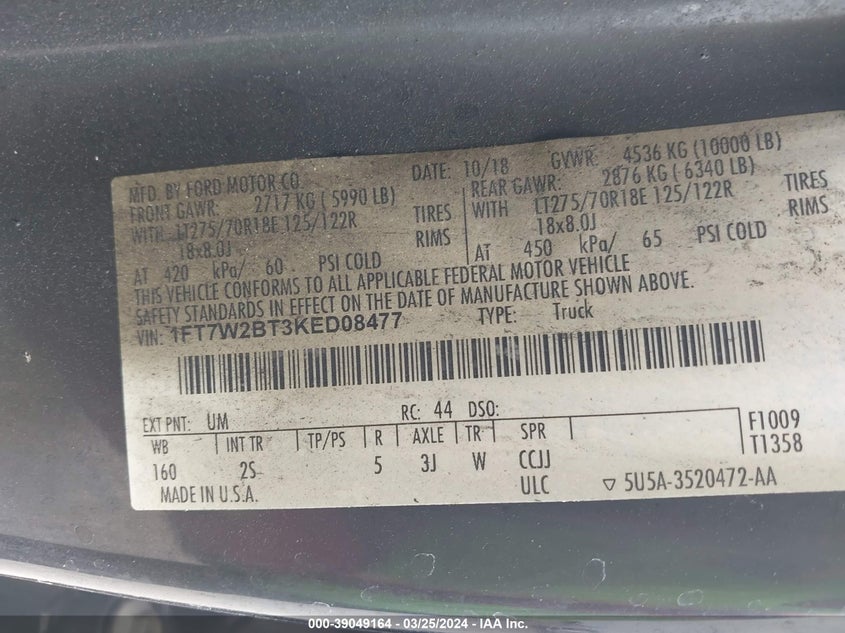 MFD. BY FORD MOTOR CO. DATE: 10/18 GVWR: 4536 KG (10000 LB)
FRONT GAWR: 2717 KG ( 5990 LB) REAR GAWR: 2876 KG ( 6340 LB)
WITH LT275/70R18E 125/122R TIRES WITH LT275/70R18E 125/122R TIRES
18x8.0J RIMS 18x8.0J RIMS
AT 420 kPa/ 60 PSI COLD AT 450 kPa/ 65 PSI COLD
THIS VEHICLE CONFORMS TO ALL APPLICABLE FEDERAL MOTOR VEHICLE
SAFETY STANDARDS IN EFFECT ON THE DATE OF MANUFACTURE SHOWN ABOVE.
VIN: 1FT7W2BT3KED08477 TYPE: Truck
EXT PNT: UM RC: 44 DSO:
WB INT TR TP/PS R AXLE TR SPR F1009
160 2S 5 3J W CCJJ T1358
MADE IN U.S.A. ULC 5U5A-3520472-AA
000-39049164 - 03/25/2024 - IAA Inc.